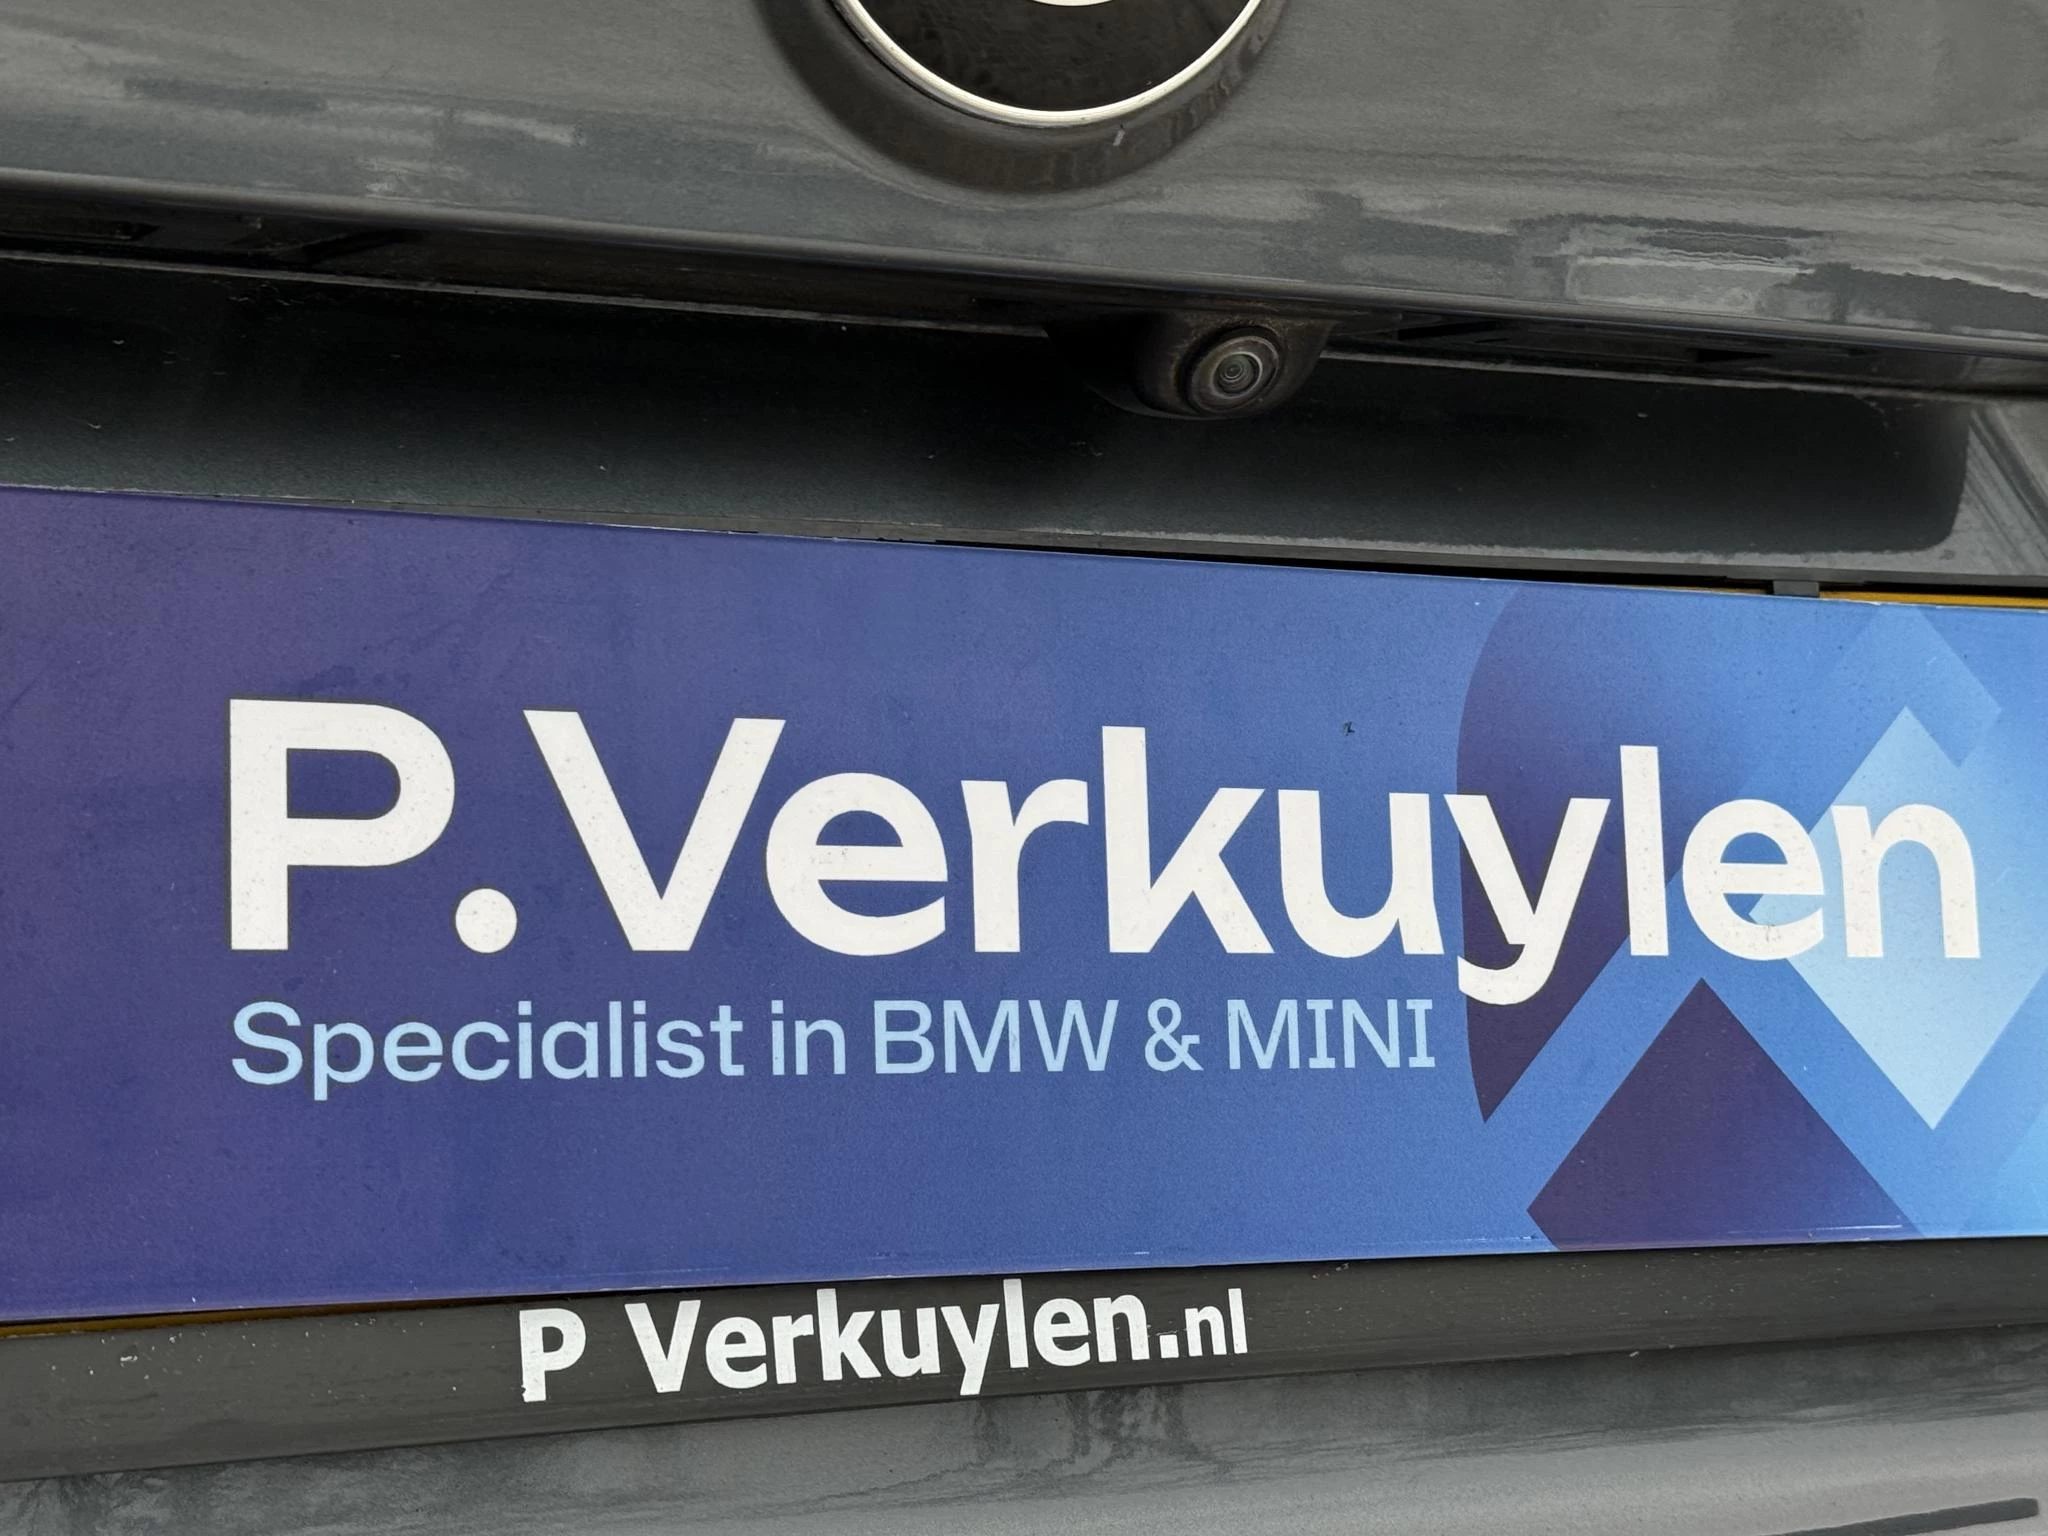 P.Verkuylen
Specialist in BMW & MINI
P Verkuylen.nl